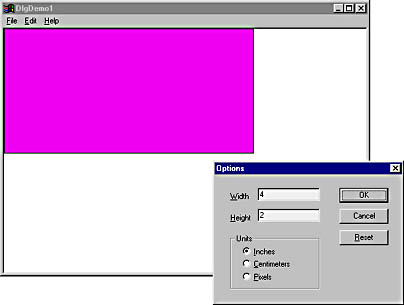 DlgDemo1
File Edit Help
Options
Width 4 OK
Height 2 Cancel
Reset
Units
Inches
Centimeters
Pixels